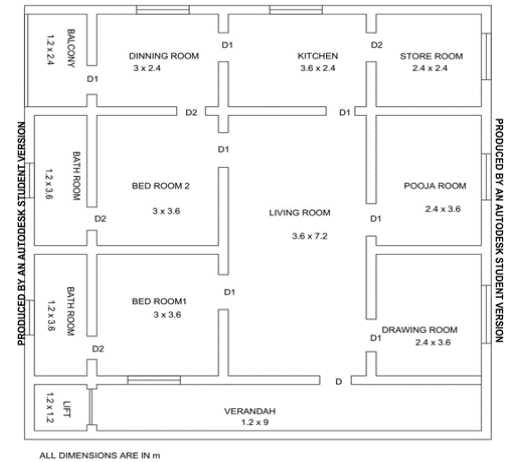 BALCONY
1.2 x 2.4
D1
DINNING ROOM
3 x 2.4
D1
KITCHEN
3.6 x 2.4
D2
STORE ROOM
2.4 x 2.4
D2
D1
BATH ROOM
1.2 x 3.6
D2
BED ROOM 2
3 x 3.6
D1
LIVING ROOM
3.6 x 7.2
D1
POOJA ROOM
2.4 x 3.6
BATH ROOM
1.2 x 3.6
D2
BED ROOM1
3 x 3.6
D1
D1
DRAWING ROOM
2.4 x 3.6
LIFT
1.2 x 1.2
D
VERANDAH
1.2 x 9
PRODUCED BY AN AUTODESK STUDENT VERSION
PRODUCED BY AN AUTODESK STUDENT VERSION
ALL DIMENSIONS ARE IN m